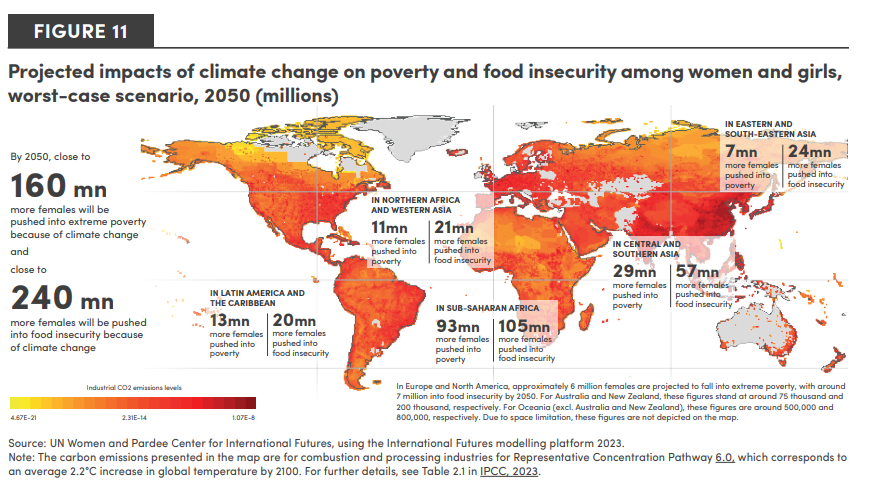 FIGURE 11
Projected impacts of climate change on poverty and food insecurity among women and girls,
worst-case scenario, 2050 (millions)
By 2050, close to
160 mn
more females will be
pushed into extreme poverty
because of climate change
and
close to
240 mn
more females will be pushed
into food insecurity because
of climate change
IN EASTERN AND
SOUTH-EASTERN ASIA
7mn
more females
pushed into
poverty
24mn
more females
pushed into
food insecurity
IN NORTHERN AFRICA
AND WESTERN ASIA
11mn
more females
pushed into
poverty
21mn
more females
pushed into
food insecurity
IN CENTRAL AND
SOUTHERN ASIA
29mn
more females
pushed into
poverty
57mn
more females
pushed into
food insecurity
IN LATIN AMERICA AND
THE CARIBBEAN
13mn
more females
pushed into
poverty
20mn
more females
pushed into
food insecurity
IN SUB-SAHARAN AFRICA
93mn
more females
pushed into
poverty
105mn
more females
pushed into
food insecurity
Industrial CO2 emissions levels
4.67E-21
2.31E-14
1.07E-8
In Europe and North America, approximately 6 million females are projected to fall into extreme poverty, with around
7 million into food insecurity by 2050. For Australia and New Zealand, these figures stand at around 75 thousand and
200 thousand, respectively. For Oceania (excl. Australia and New Zealand), these figures are around 500,000 and
800,000, respectively. Due to space limitation, these figures are not depicted on the map.
Source: UN Women and Pardee Center for International Futures, using the International Futures modelling platform 2023.
Note: The carbon emissions presented in the map are for combustion and processing industries for Representative Concentration Pathway 6.0, which corresponds to
an average 2.2°C increase in global temperature by 2100. For further details, see Table 2.1 in IPCC, 2023.